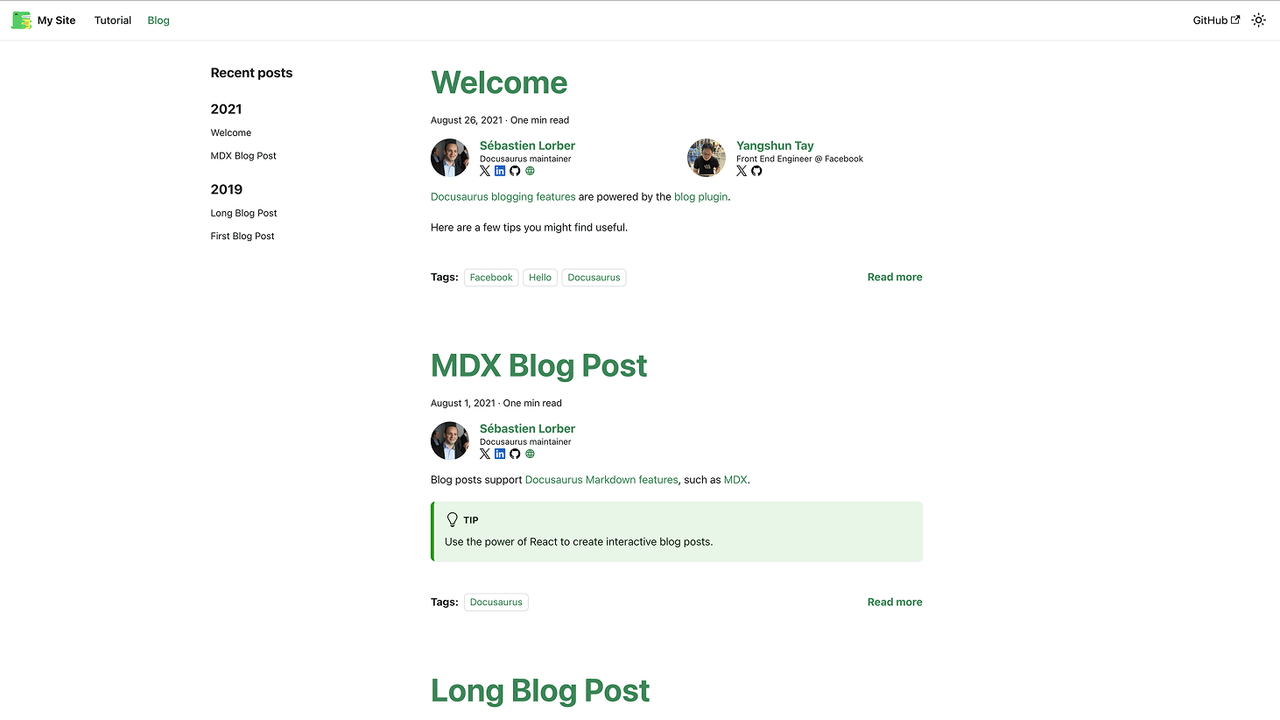 My Site Tutorial Blog GitHub
Recent posts
2021
Welcome
MDX Blog Post
2019
Long Blog Post
First Blog Post
Welcome
August 26, 2021 · One min read
Sébastien Lorber
Docusaurus maintainer
Yangshun Tay
Front End Engineer @ Facebook
Docusaurus blogging features are powered by the blog plugin.
Here are a few tips you might find useful.
Tags: Facebook Hello Docusaurus Read more
MDX Blog Post
August 1, 2021 · One min read
Sébastien Lorber
Docusaurus maintainer
Blog posts support Docusaurus Markdown features, such as MDX.
TIP
Use the power of React to create interactive blog posts.
Tags: Docusaurus Read more
Long Blog Post